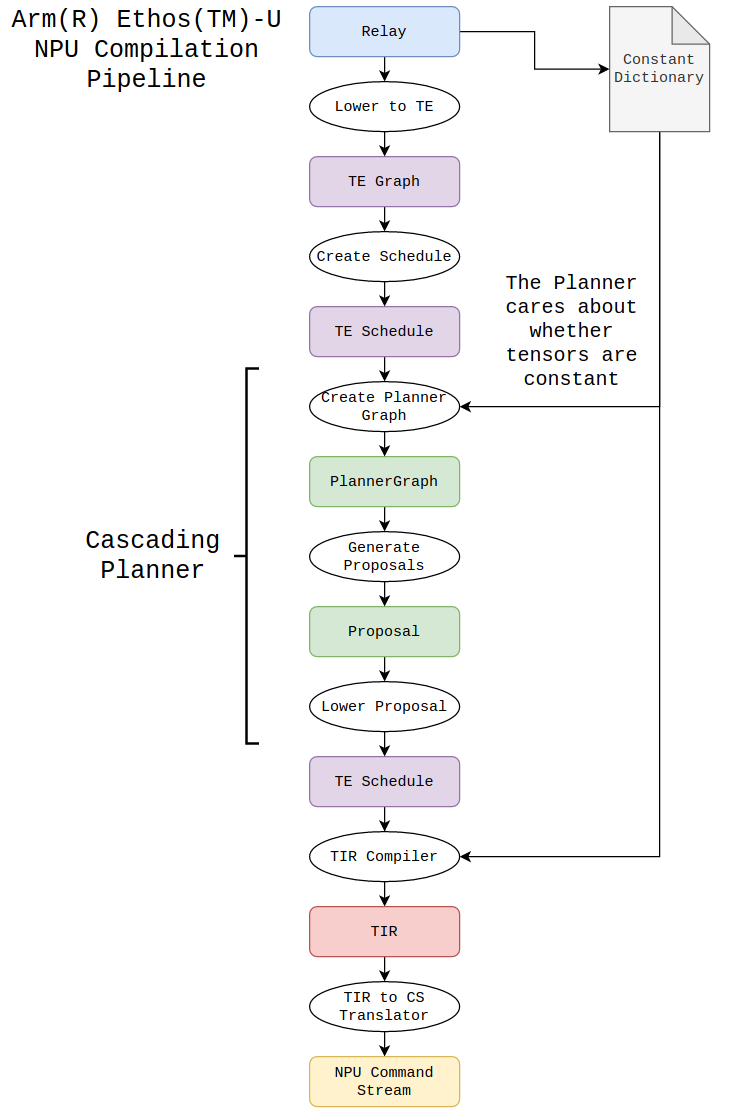 Arm(R) Ethos(TM)-U
NPU Compilation
Pipeline
Relay
Constant
Dictionary
Lower to TE
TE Graph
Create Schedule
The Planner
cares about
whether
tensors are
constant
TE Schedule
Create Planner
Graph
PlannerGraph
Cascading
Planner
Generate
Proposals
Proposal
Lower Proposal
TE Schedule
TIR Compiler
TIR
TIR to CS
Translator
NPU Command
Stream